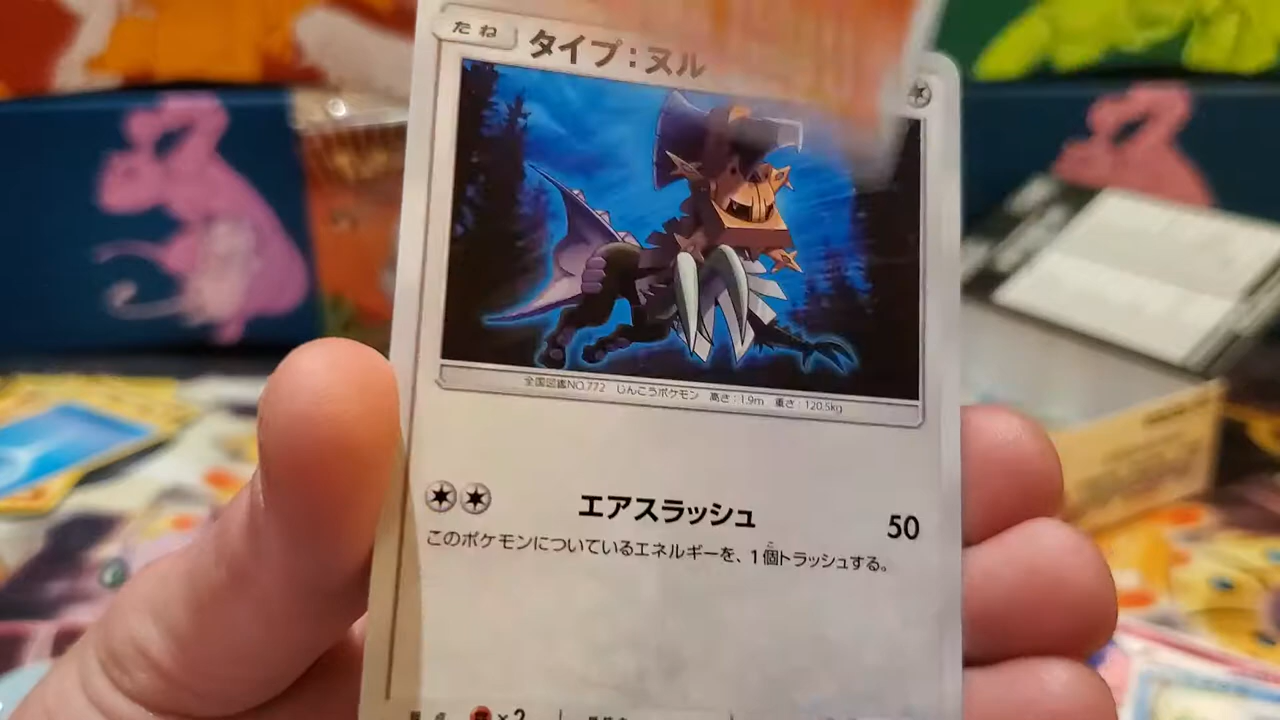 たね
タイプ:ヌル
全国図鑑NO.772 じんこうポケモン 高さ:1.9m 重さ:120.5kg
エアスラッシュ 50
このポケモンについているエネルギーを、1個トラッシュする。
×2